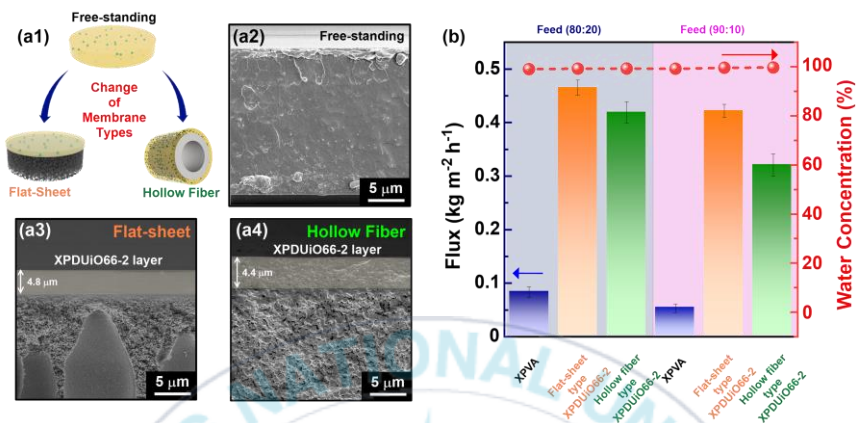 (a1)
Free-standing
Change
of
Membrane
Types
Flat-Sheet
Hollow Fiber
(a2)
Free-standing
5 μm
(a3)
Flat-sheet
XPDUiO66-2 layer
4.8 μm
5 μm
(a4)
Hollow Fiber
XPDUiO66-2 layer
4.4 μm
5 μm
(b)
Feed (80:20)
Feed (90:10)
Flux (kg m⁻² h⁻¹)
0.5
0.4
0.3
0.2
0.1
0
Water Concentration (%)
100
80
60
40
20
0
XPVA
Flat-sheet
type
XPDUiO66-2
Hollow fiber
type
XPDUiO66-2
XPVA
Flat-sheet
type
XPDUiO66-2
Hollow fiber
type
XPDUiO66-2
NATIONAL